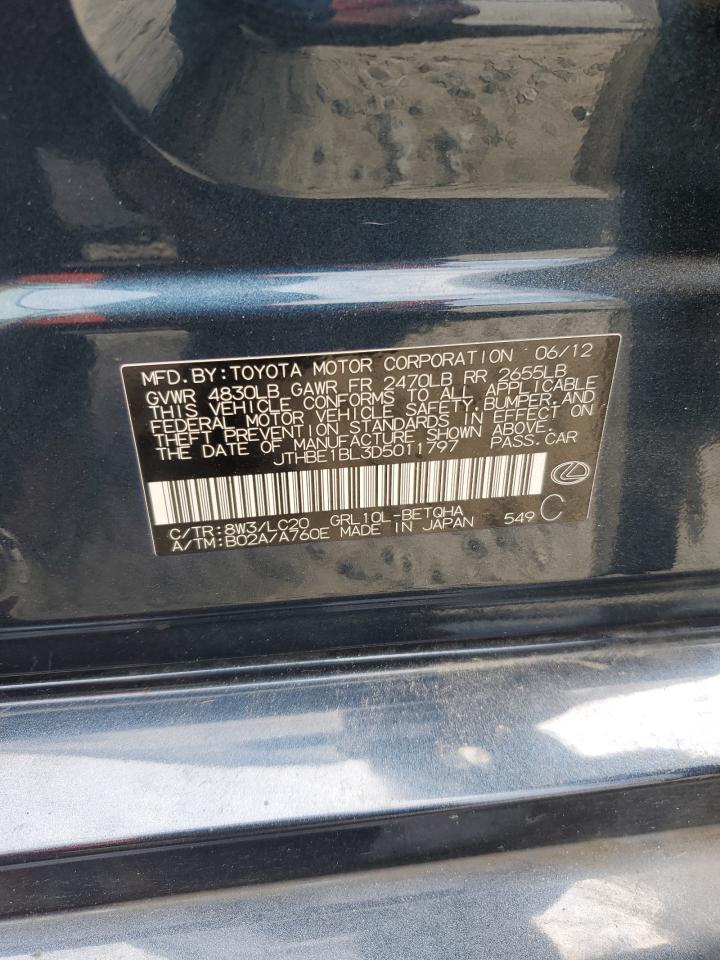 MFD.BY:TOYOTA MOTOR CORPORATION 06/12
GVWR 4830LB GAWR FR 2470LB RR 2655LB
THIS VEHICLE CONFORMS TO ALL APPLICABLE
FEDERAL MOTOR VEHICLE SAFETY,BUMPER,AND
THEFT PREVENTION STANDARDS IN EFFECT ON
THE DATE OF MANUFACTURE SHOWN ABOVE.
JTHBE1BL3D5011797 PASS.CAR
C/TR:8W3/LC20 GRL10L-BETQHA
A/TM:B02A/A760E MADE IN JAPAN 549 C